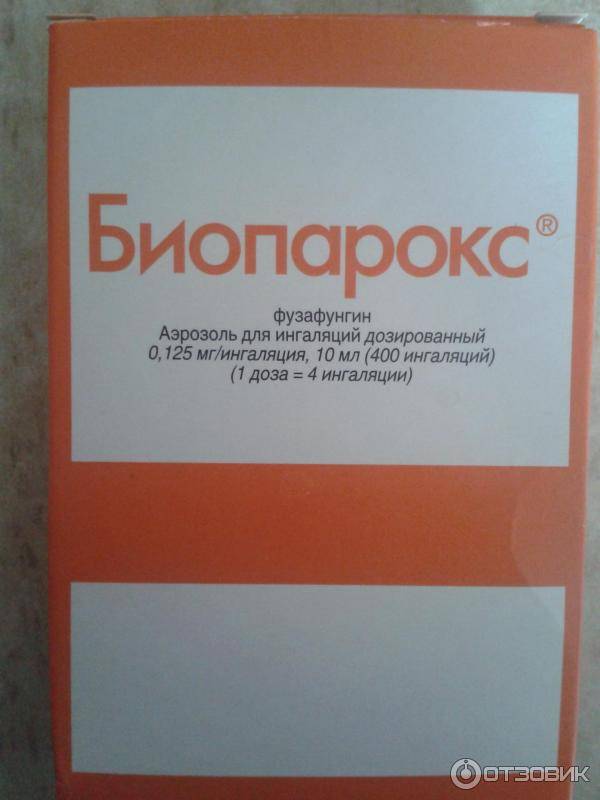 Биопарокс®
фузафунгин
Аэрозоль для ингаляций дозированный
0,125 мг/ингаляция, 10 мл (400 ингаляций)
(1 доза = 4 ингаляции)
ОТЗОВИК